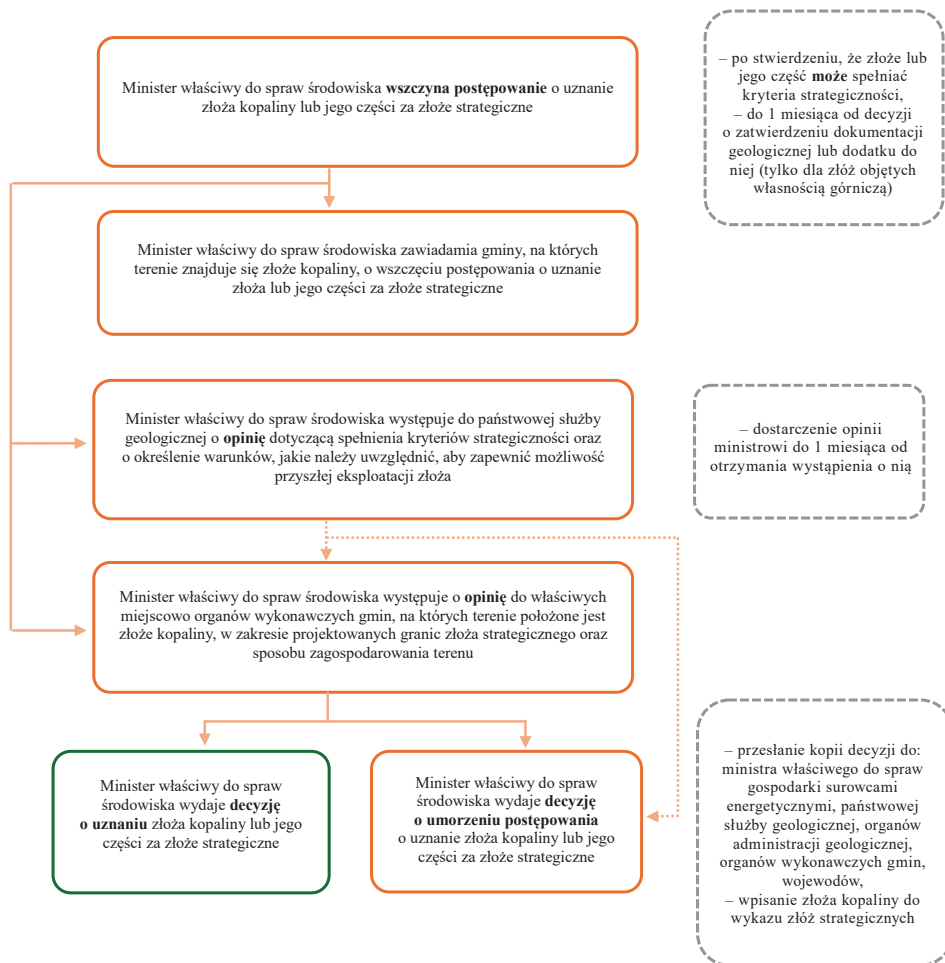 Minister właściwy do spraw środowiska wszczyna postępowanie o uznanie
złoża kopaliny lub jego części za złoże strategiczne
– po stwierdzeniu, że złoże lub
jego część może spełniać
kryteria strategiczności,
– do 1 miesiąca od decyzji
o zatwierdzeniu dokumentacji
geologicznej lub dodatku do
niej (tylko dla złóż objętych
własnością górniczą)
Minister właściwy do spraw środowiska zawiadamia gminy, na których
terenie znajduje się złoże kopaliny, o wszczęciu postępowania o uznanie
złoża lub jego części za złoże strategiczne
Minister właściwy do spraw środowiska występuje do państwowej służby
geologicznej o opinię dotyczącą spełnienia kryteriów strategiczności oraz
o określenie warunków, jakie należy uwzględnić, aby zapewnić możliwość
przyszłej eksploatacji złoża
– dostarczenie opinii
ministrowi do 1 miesiąca od
otrzymania wystąpienia o nią
Minister właściwy do spraw środowiska występuje o opinię do właściwych
miejscowo organów wykonawczych gmin, na których terenie położone jest
złoże kopaliny, w zakresie projektowanych granic złoża strategicznego oraz
sposobu zagospodarowania terenu
Minister właściwy do spraw
środowiska wydaje decyzję
o uznaniu złoża kopaliny lub jego
części za złoże strategiczne
Minister właściwy do spraw
środowiska wydaje decyzję
o umorzeniu postępowania
o uznanie złoża kopaliny lub jego
części za złoże strategiczne
– przesłanie kopii decyzji do:
ministra właściwego do spraw
gospodarki surowcami
energetycznymi, państwowej
służby geologicznej, organów
administracji geologicznej,
organów wykonawczych gmin,
wojewodów,
– wpisanie złoża kopaliny do
wykazu złóż strategicznych